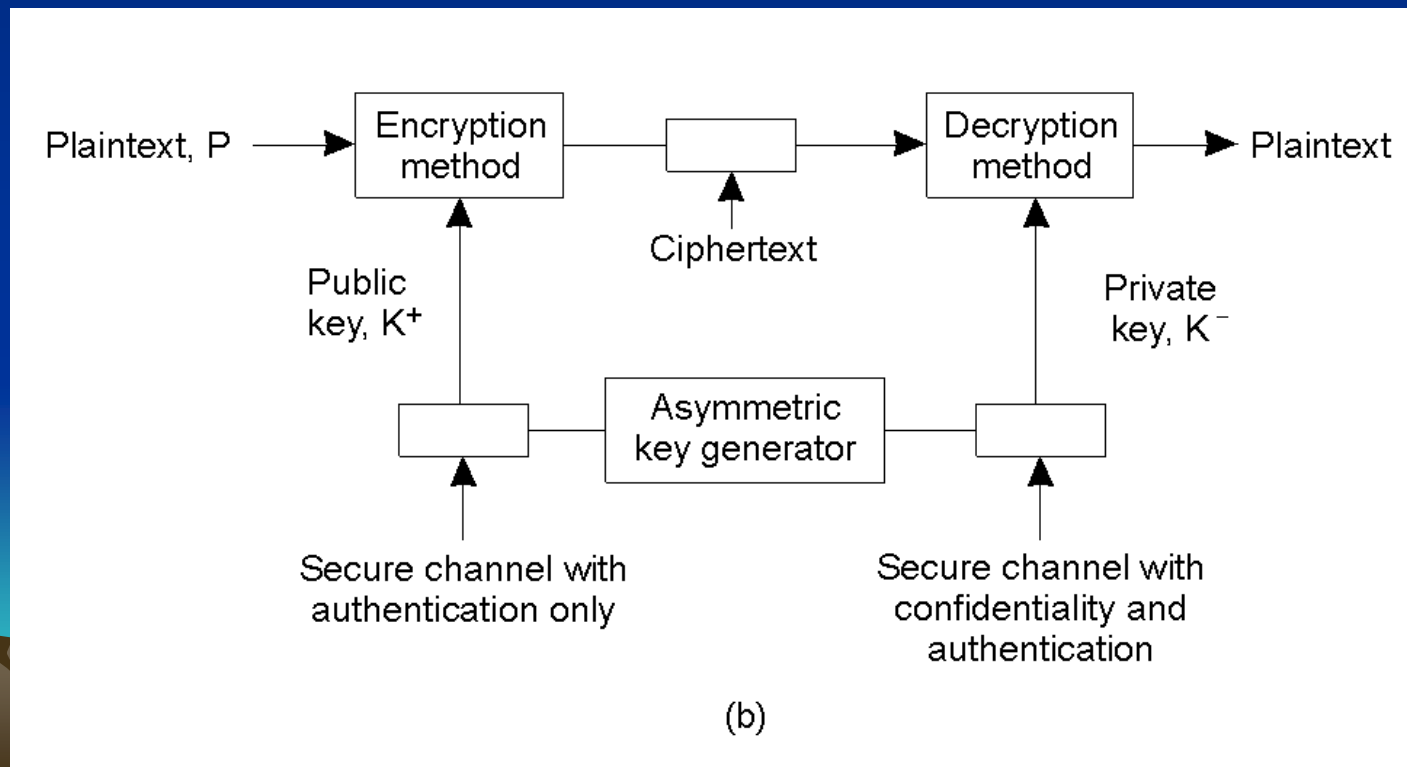 Plaintext, P
Encryption
method
Decryption
method
Plaintext
Ciphertext
Public
key, K⁺
Private
key, K⁻
Asymmetric
key generator
Secure channel with
authentication only
Secure channel with
confidentiality and
authentication
(b)